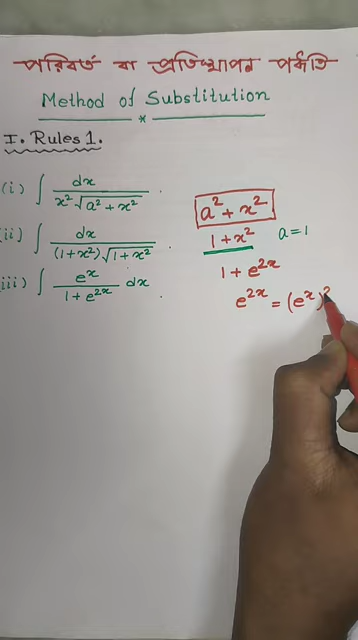 পরিবর্ত বা প্রতিস্থাপন পদ্ধতি
Method of Substitution
I. Rules 1.
(i) ∫ dx / x²√(a² + x²) .
(ii) ∫ dx / (1+x²)√(1+x²) .
(iii) ∫ eˣ / (1+e²ˣ) dx .
a² + x²
1 + x²   a = 1
1 + e²ˣ
e²ˣ = (eˣ)²